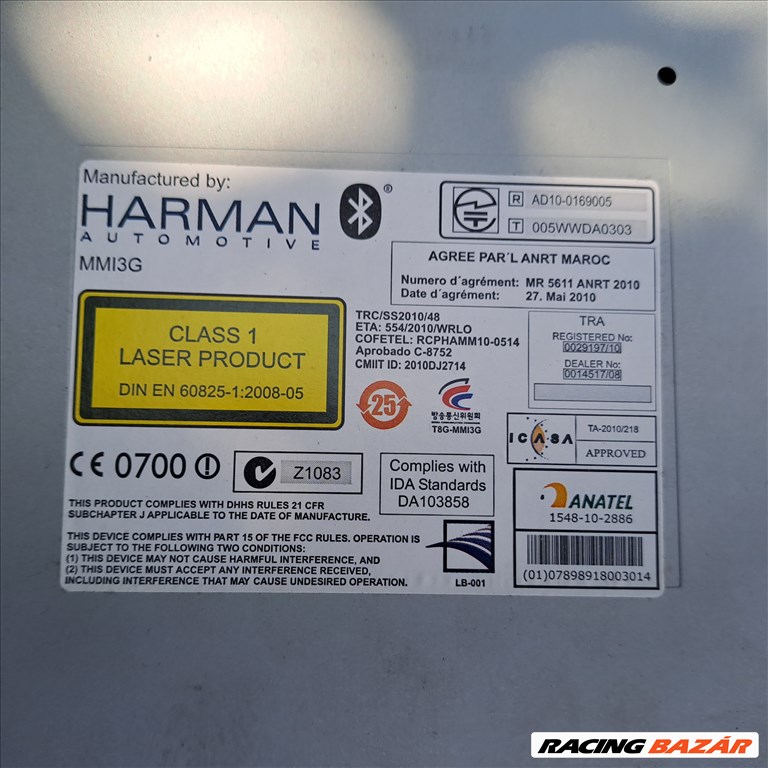 Manufactured by:
HARMAN
AUTOMOTIVE
®
MMI3G
R AD10-0169005
T 005WWDA0303
AGREE PAR´L ANRT MAROC
Numero d´agrément: MR 5611 ANRT 2010
Date d´agrément: 27. Mai 2010
CLASS 1
LASER PRODUCT
DIN EN 60825-1:2008-05
TRC/SS2010/48
ETA: 554/2010/WRLO
COFETEL: RCPHAMM10-0514
Aprobado C-8752
CMIIT ID: 2010DJ2714
25
방송통신위원회
T8G-MMI3G
TRA
REGISTERED No:
0029197/10
DEALER No:
0014517/08
ICASA
TA-2010/218
APPROVED
CE 0700
Z1083
Complies with
IDA Standards
DA103858
ANATEL
1548-10-2886
(01)07898918003014
THIS PRODUCT COMPLIES WITH DHHS RULES 21 CFR
SUBCHAPTER J APPLICABLE TO THE DATE OF MANUFACTURE.
THIS DEVICE COMPLIES WITH PART 15 OF THE FCC RULES. OPERATION IS
SUBJECT TO THE FOLLOWING TWO CONDITIONS:
(1) THIS DEVICE MAY NOT CAUSE HARMFUL INTERFERENCE, AND
(2) THIS DEVICE MUST ACCEPT ANY INTERFERENCE RECEIVED,
INCLUDING INTERFERENCE THAT MAY CAUSE UNDESIRED OPERATION.
LB-001
RACING BAZÁR